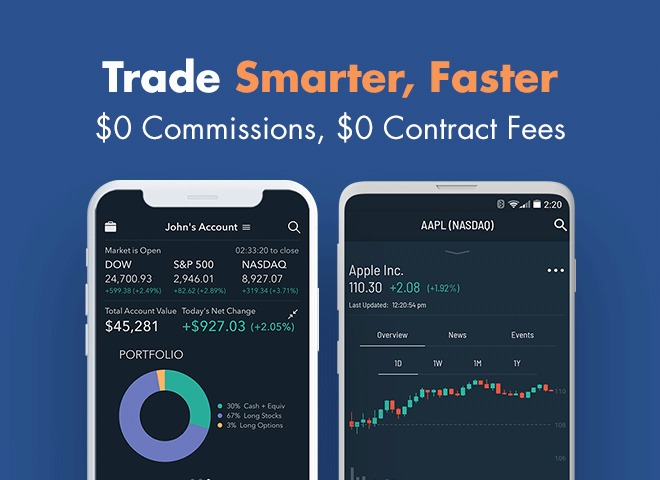 Trade Smarter, Faster
$0 Commissions, $0 Contract Fees
John's Account
Market is Open 02:33:20 to close
DOW S&P 500 NASDAQ
24,700.93 2,946.01 8,927.07
+599.38 (+2.49%) +82.62 (+2.89%) +319.34 (+3.71%)
Total Account Value Today's Net Change
$45,281 +$927.03 (+2.05%)
PORTFOLIO
30% Cash + Equiv
67% Long Stocks
3% Long Options
2:20
AAPL (NASDAQ)
Apple Inc.
110.30 +2.08 (+1.92%)
Last Updated: 12:20:54 pm
Overview News Events
1D 1W 1M 1Y
110
108
106